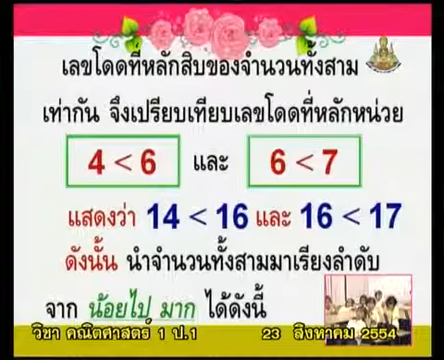 เลขโดดที่หลักสิบของจำนวนทั้งสาม
เท่ากัน จึงเปรียบเทียบเลขโดดที่หลักหน่วย
4 < 6 และ 6 < 7
แสดงว่า 14 < 16 และ 16 < 17
ดังนั้น นำจำนวนทั้งสามมาเรียงลำดับ
จาก น้อยไป มาก ได้ดังนี้
วิชา คณิตศาสตร์ 1 ป.1 23 สิงหาคม 2554